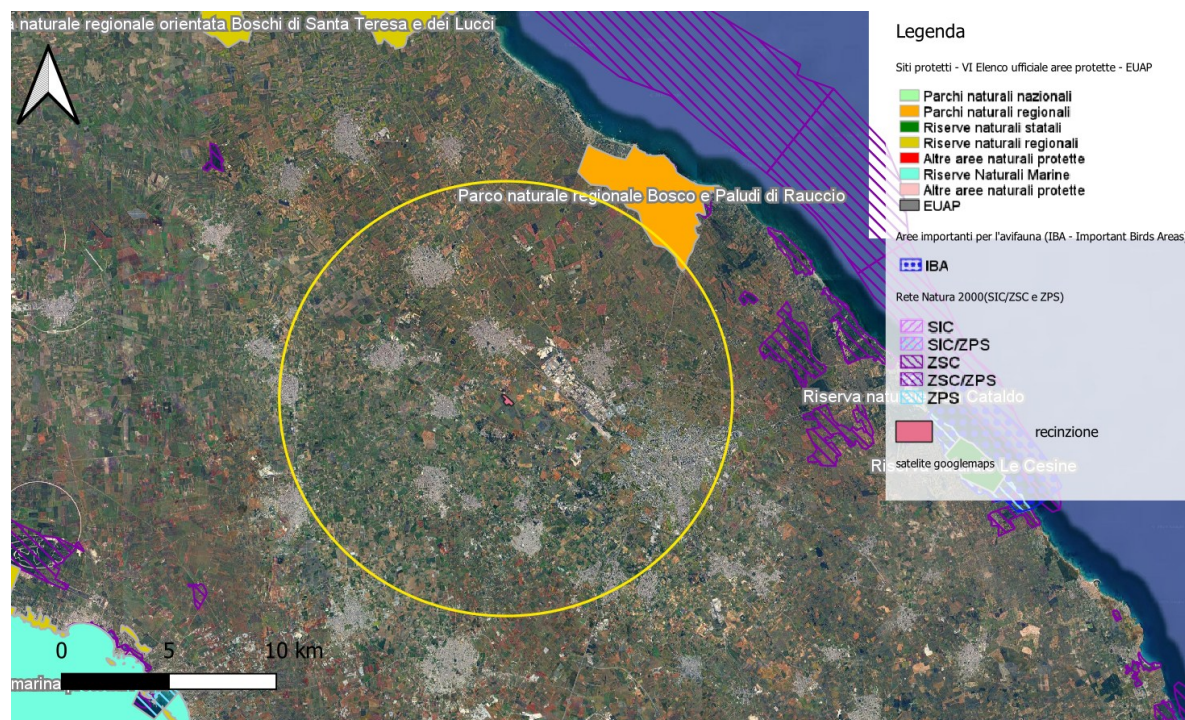 a naturale regionale orientata Boschi di Santa Teresa e dei Lucci
Parco naturale regionale Bosco e Paludi di Rauccio
Cataldo
Le Cesine
marina
0 5 10 km
Legenda
Siti protetti - VI Elenco ufficiale aree protette - EUAP
Parchi naturali nazionali
Parchi naturali regionali
Riserve naturali statali
Riserve naturali regionali
Altre aree naturali protette
Riserve Naturali Marine
Altre aree naturali protette
EUAP
Aree importanti per l'avifauna (IBA - Important Birds Areas)
IBA
Rete Natura 2000(SIC/ZSC e ZPS)
SIC
SIC/ZPS
ZSC
ZSC/ZPS
ZPS
recinzione
satelite googlemaps